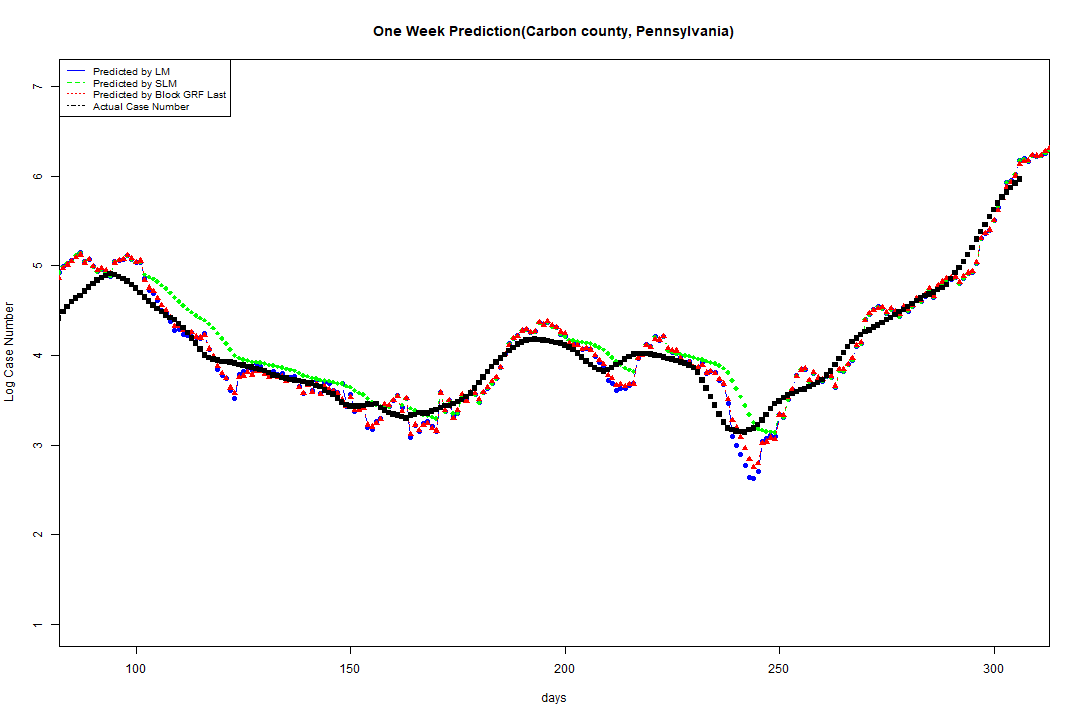 One Week Prediction(Carbon county, Pennsylvania)
Predicted by LM
Predicted by SLM
Predicted by Block GRF Last
Actual Case Number
7
6
5
4
3
2
1
Log Case Number
100 150 200 250 300
days